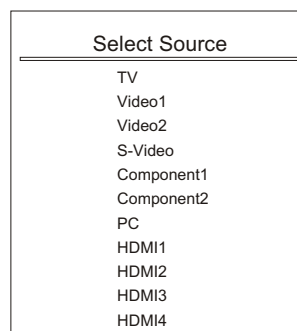 Select Source
TV
Video1
Video2
S-Video
Component1
Component2
PC
HDMI1
HDMI2
HDMI3
HDMI4